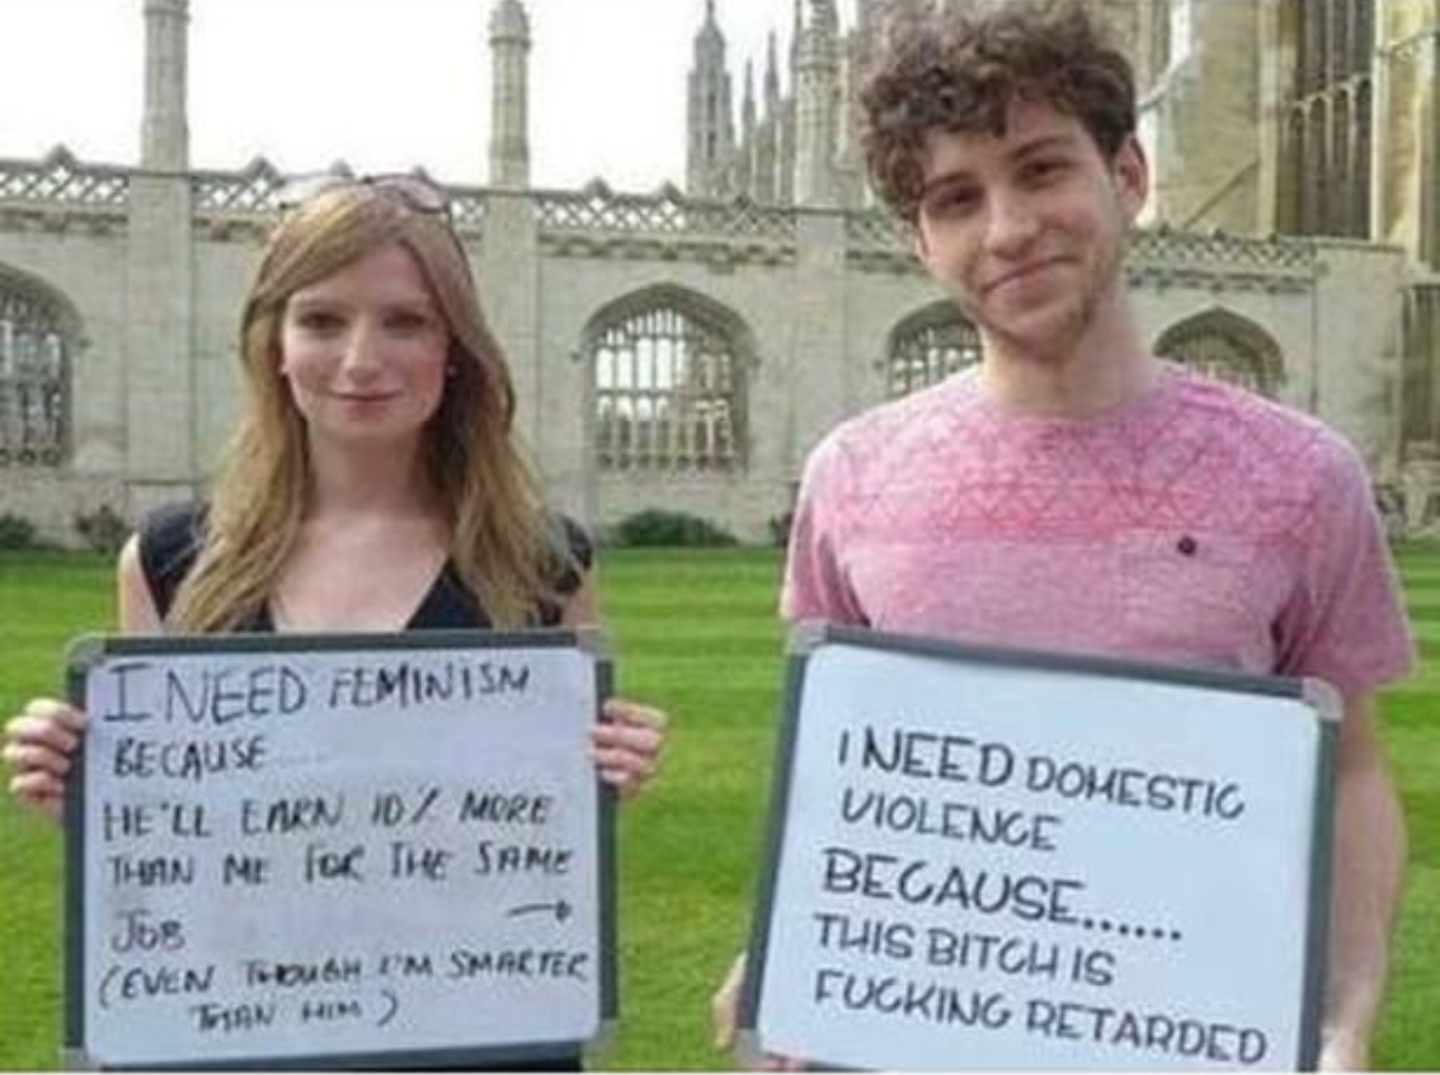 I NEED FEMINISM
BECAUSE
HE'LL EARN 10% MORE
THAN ME FOR THE SAME
JOB →
(EVEN THOUGH I'M SMARTER
THAN HIM)
I NEED DOMESTIC
VIOLENCE
BECAUSE......
THIS BITCH IS
FUCKING RETARDED